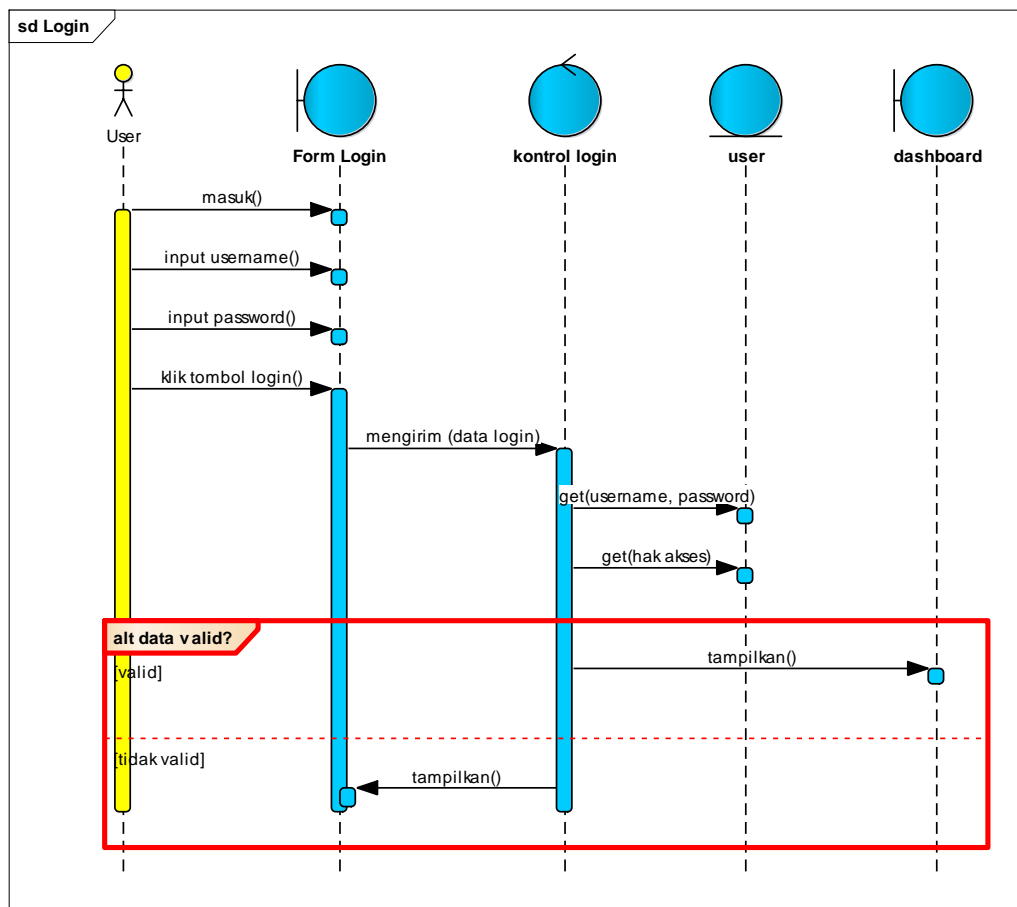 sd Login
User
Form Login
kontrol login
user
dashboard
masuk()
input username()
input password()
klik tombol login()
mengirim (data login)
get(username, password)
get(hak akses)
alt data valid?
[valid]
tampilkan()
[tidak valid]
tampilkan()